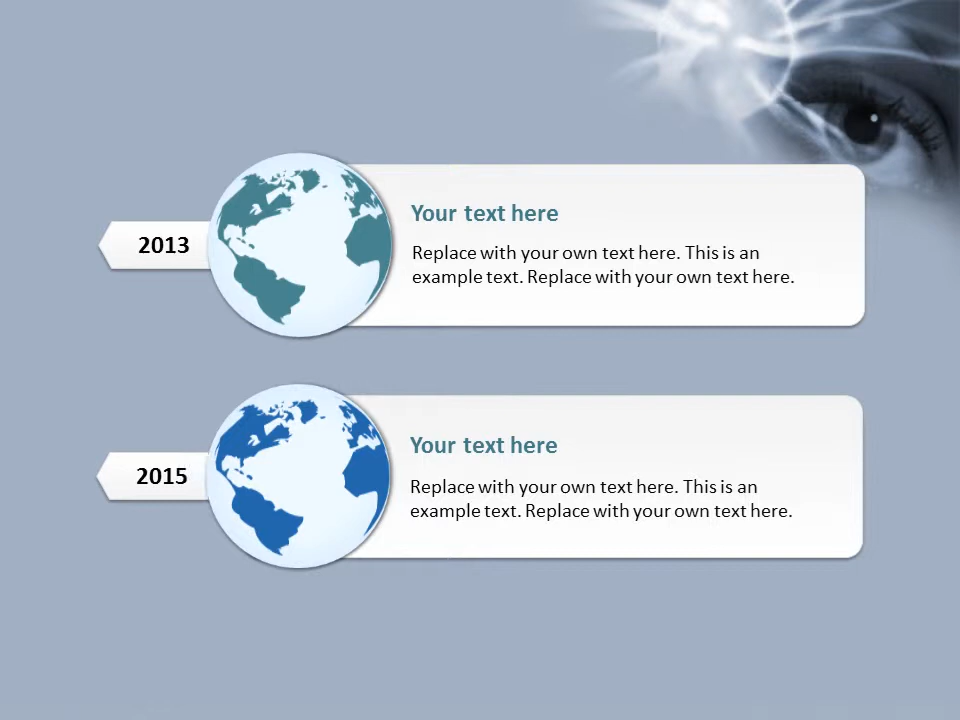 2013
Your text here
Replace with your own text here. This is an
example text. Replace with your own text here.
2015
Your text here
Replace with your own text here. This is an
example text. Replace with your own text here.